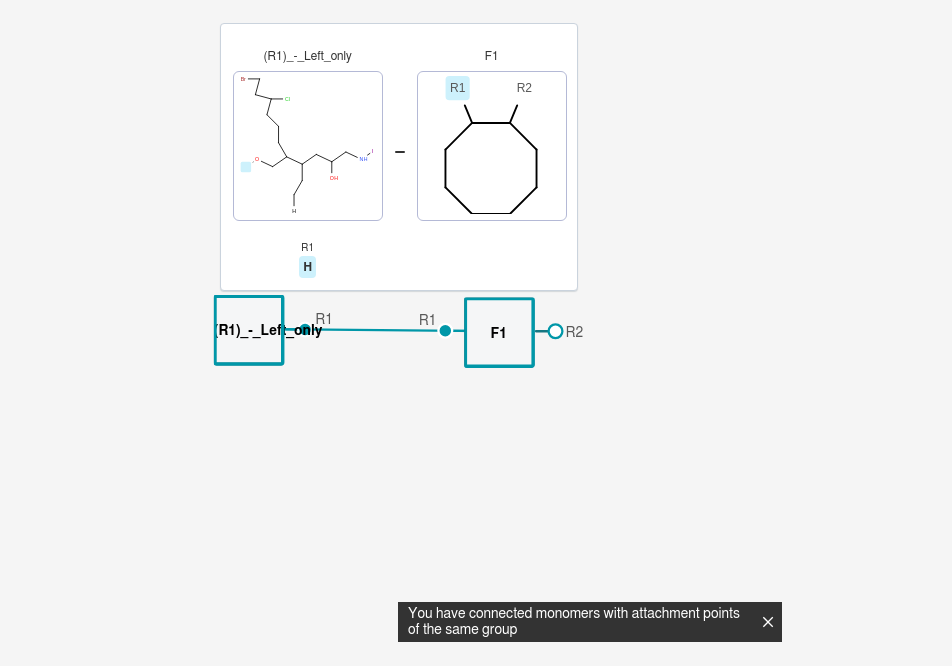 (R1)_-_Left_only
F1
Br
Cl
O
NH
I
OH
H
R1
R2
R1
H
R1
R1
(R1)_-_Left_only
F1
R2
You have connected monomers with attachment points
of the same group